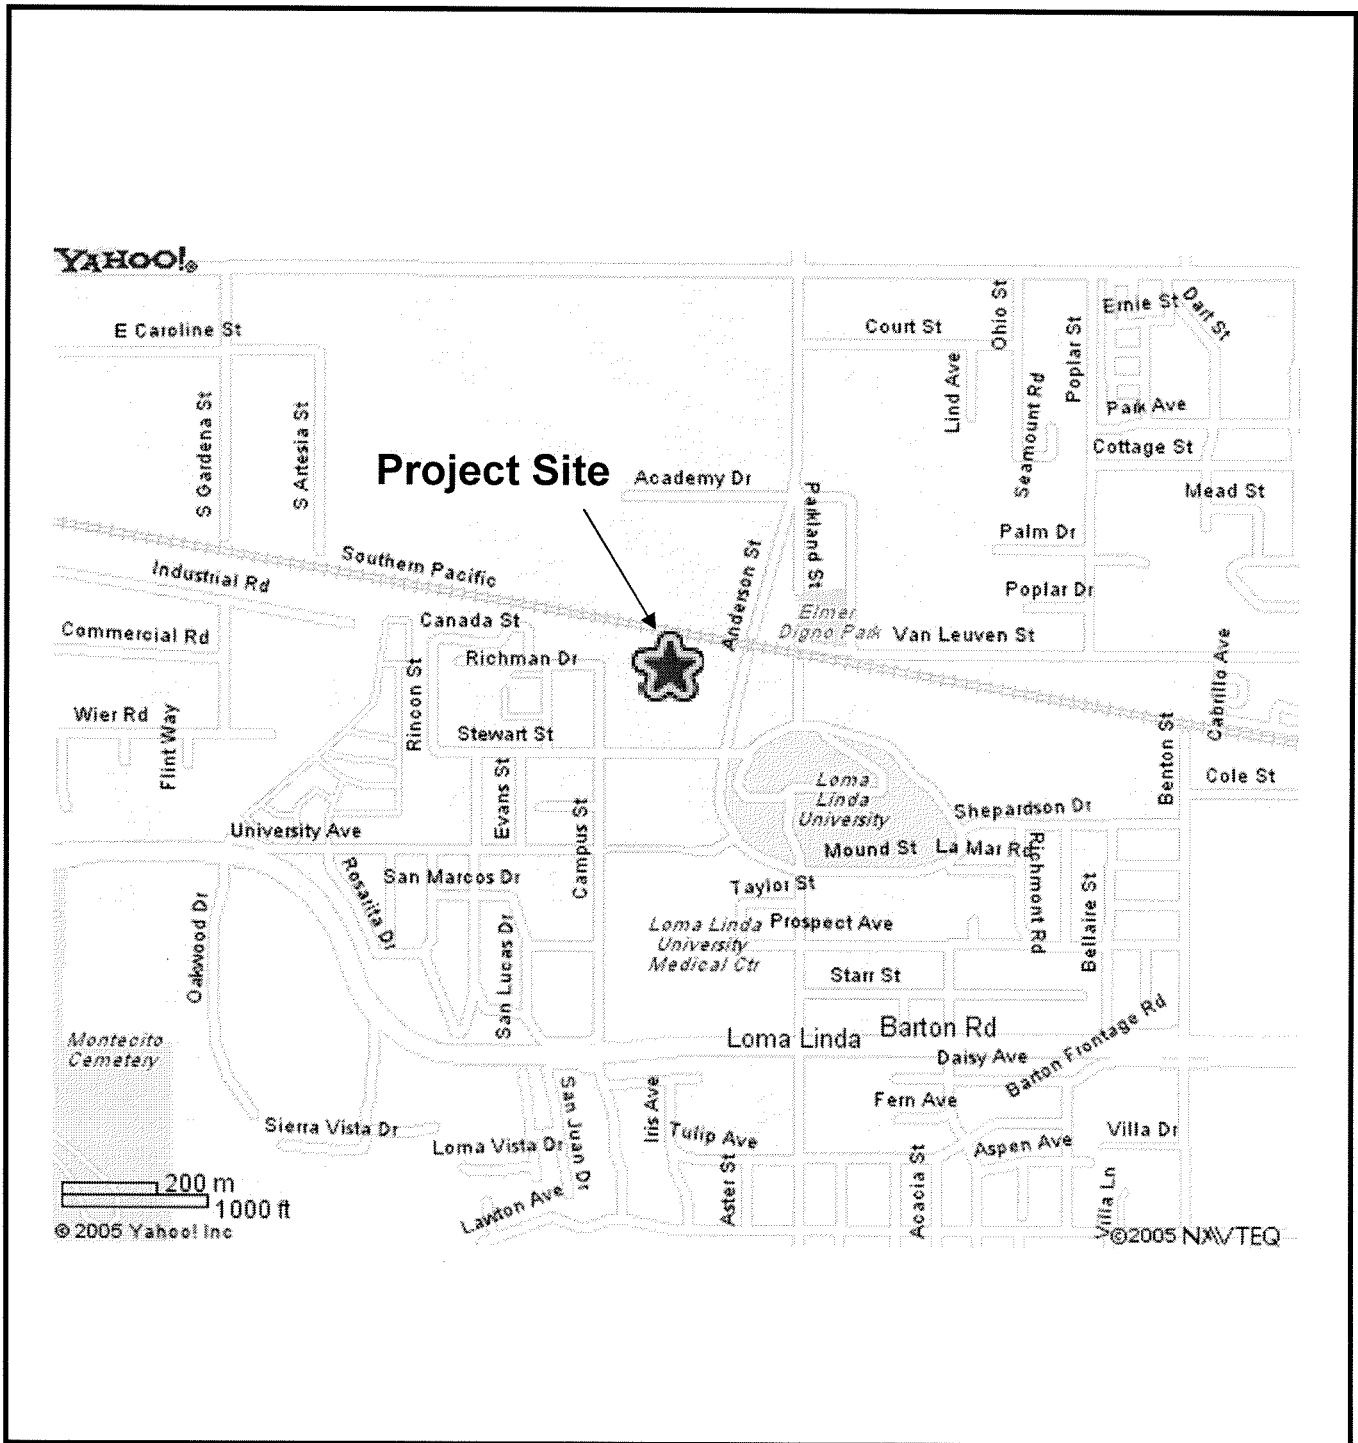 YAHOO!®
E Caroline St
Court St
Ohio St
Ernie St
Dart St
Poplar St
Lind Ave
Seamount Rd
Park Ave
S Gardena St
S Artesia St
Cottage St
Project Site
Academy Dr
Mead St
Parkland St
Palm Dr
Southern Pacific
Anderson St
Industrial Rd
Poplar Dr
Canada St
Elmer
Digno Park
Van Leuven St
Commercial Rd
Richman Dr
Rincon St
Cabrillo Ave
Wier Rd
Flint Way
Stewart St
Benton St
Cole St
Loma
Linda
University
Evans St
Shepardson Dr
University Ave
Campus St
Mound St
La Mar Rd
Richmont Rd
Rosarita Dr
San Marcos Dr
Taylor St
Bellaire St
Oakwood Dr
San Lucas Dr
Loma Linda
University
Medical Ctr
Prospect Ave
Starr St
Loma Linda
Barton Rd
Montecito
Cemetery
Daisy Ave
Barton Frontage Rd
San Juan Dr
Iris Ave
Fern Ave
Sierra Vista Dr
Loma Vista Dr
Tulip Ave
Aspen Ave
Villa Dr
Aster St
Acacia St
Villa Ln
200 m
1000 ft
Lawton Ave
© 2005 Yahoo! Inc
©2005 NAVTEQ